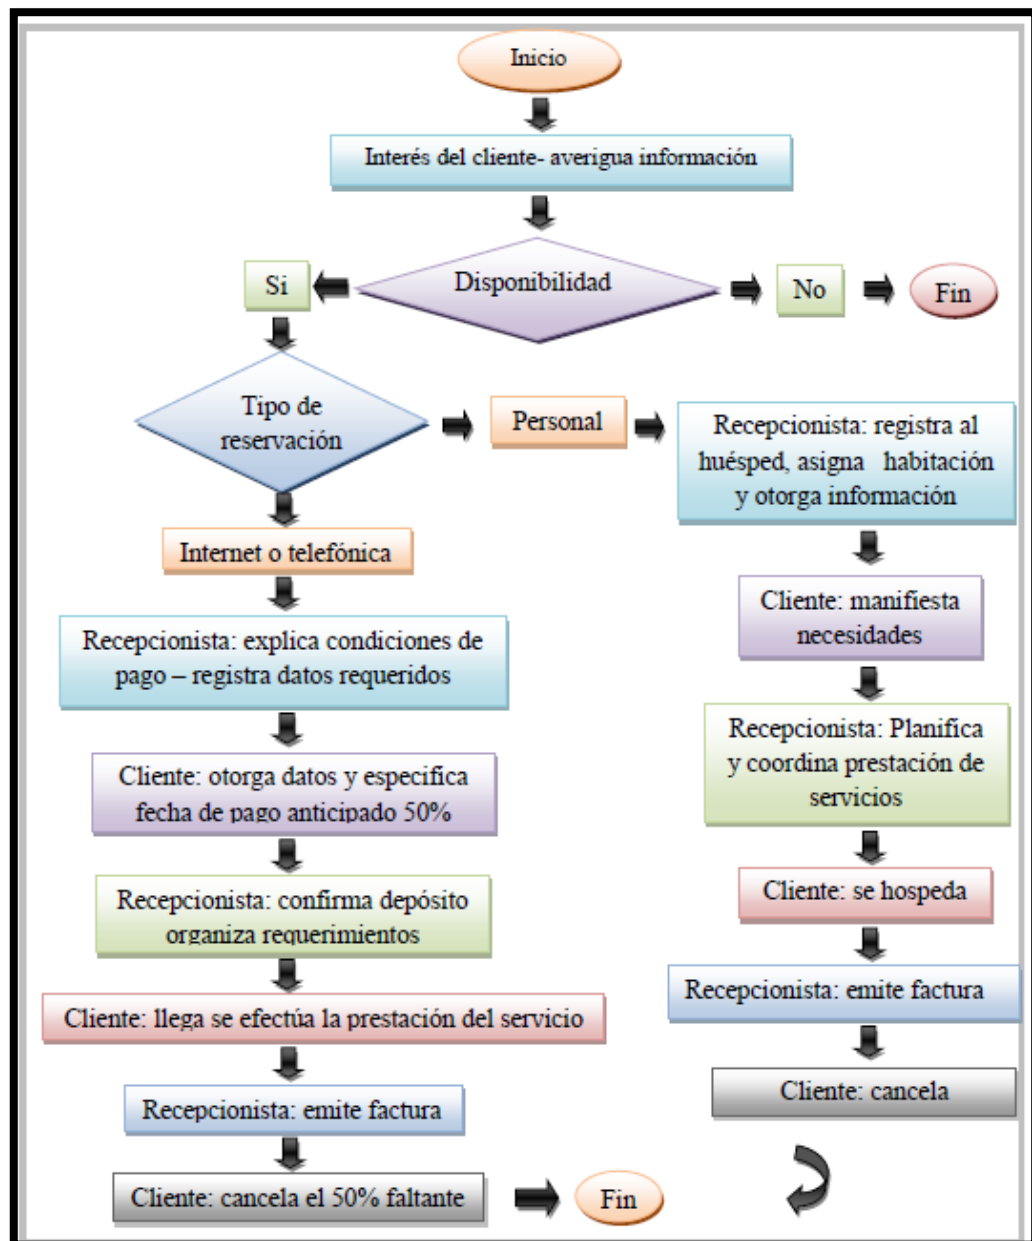 Inicio
Interés del cliente- averigua información
Disponibilidad
Si
No
Fin
Tipo de
reservación
Personal
Recepcionista: registra al
huésped, asigna habitación
y otorga información
Internet o telefónica
Cliente: manifiesta
necesidades
Recepcionista: explica condiciones de
pago – registra datos requeridos
Recepcionista: Planifica
y coordina prestación de
servicios
Cliente: otorga datos y especifica
fecha de pago anticipado 50%
Cliente: se hospeda
Recepcionista: confirma depósito
organiza requerimientos
Recepcionista: emite factura
Cliente: llega se efectúa la prestación del servicio
Cliente: cancela
Recepcionista: emite factura
Cliente: cancela el 50% faltante
Fin